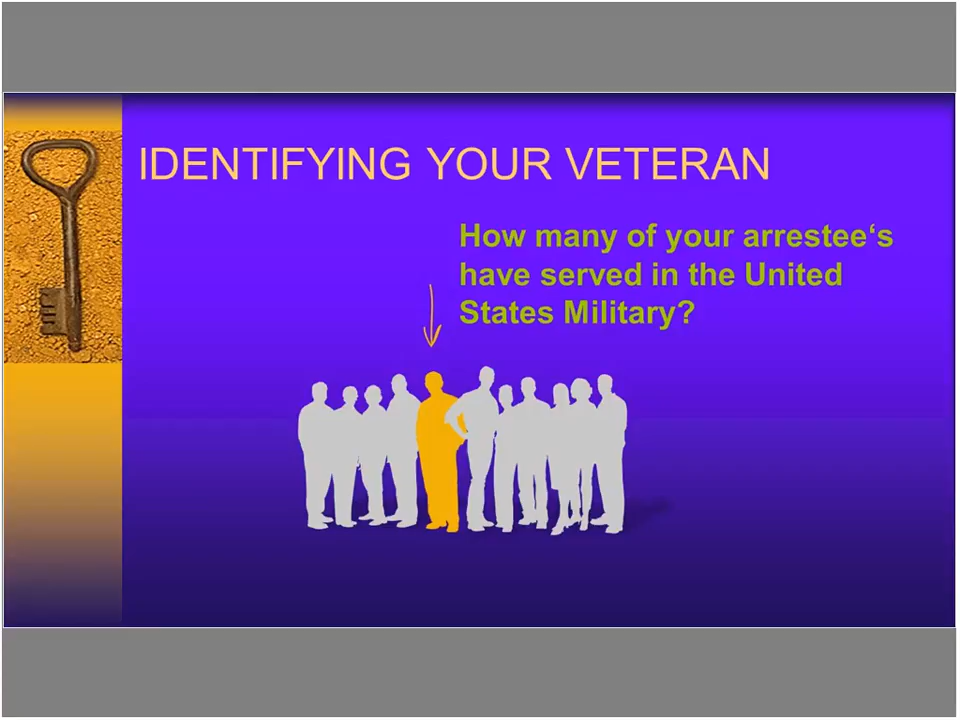 IDENTIFYING YOUR VETERAN
How many of your arrestee‘s
have served in the United
States Military?